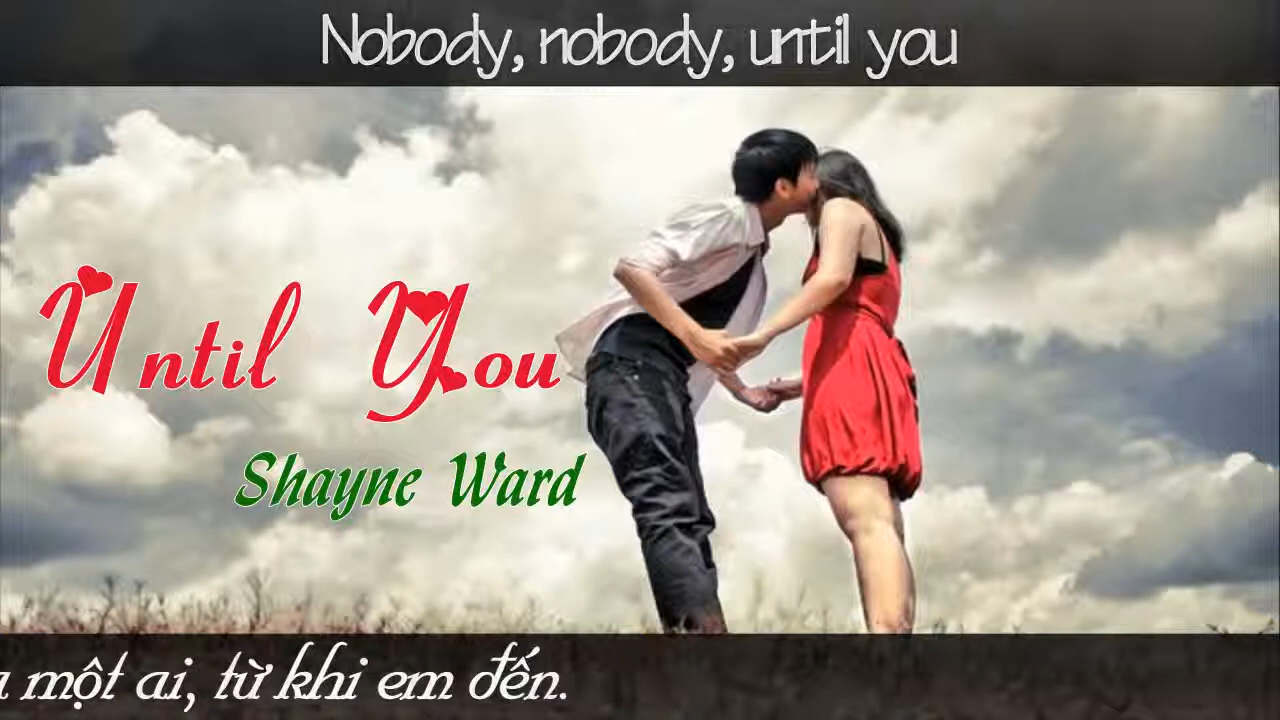 Nobody, nobody, until you
Until You
Shayne Ward
một ai, từ khi em đến.